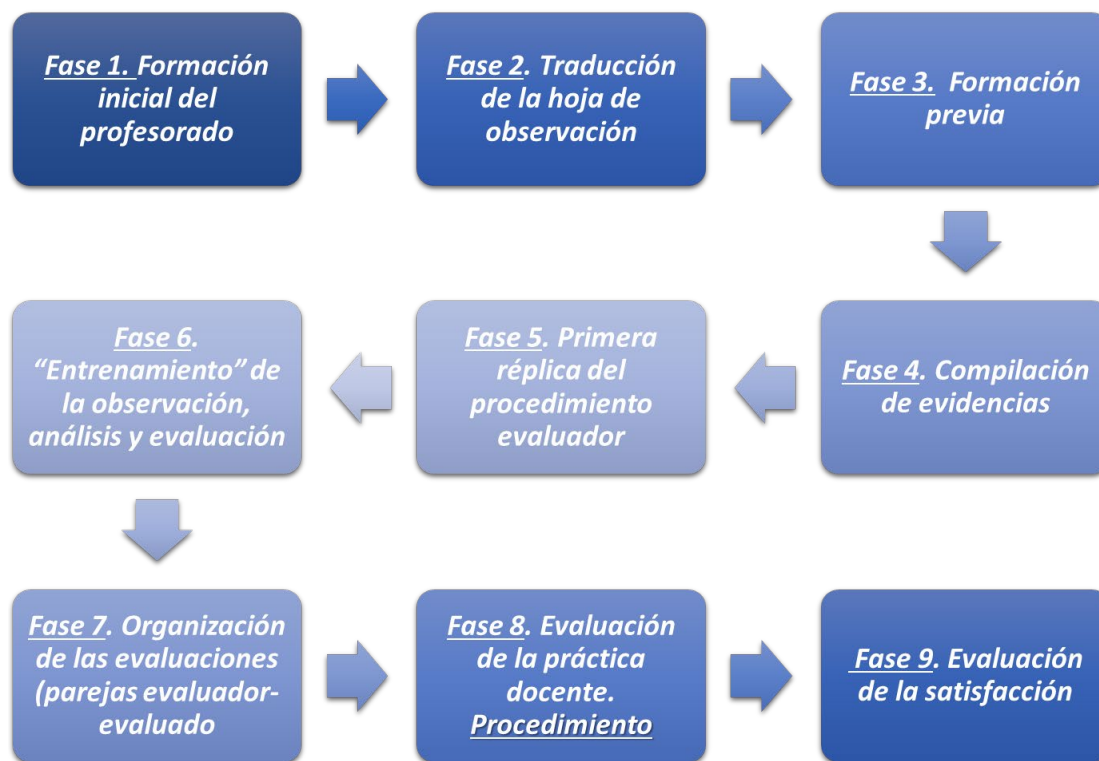 Fase 1. Formación
inicial del
profesorado
Fase 2. Traducción
de la hoja de
observación
Fase 3.  Formación
previa
Fase 4. Compilación
de evidencias
Fase 5. Primera
réplica del
procedimiento
evaluador
Fase 6.
“Entrenamiento” de
la observación,
análisis y evaluación
Fase 7. Organización
de las evaluaciones
(parejas evaluador-
evaluado
Fase 8. Evaluación
de la práctica
docente.
Procedimiento
Fase 9. Evaluación
de la satisfacción